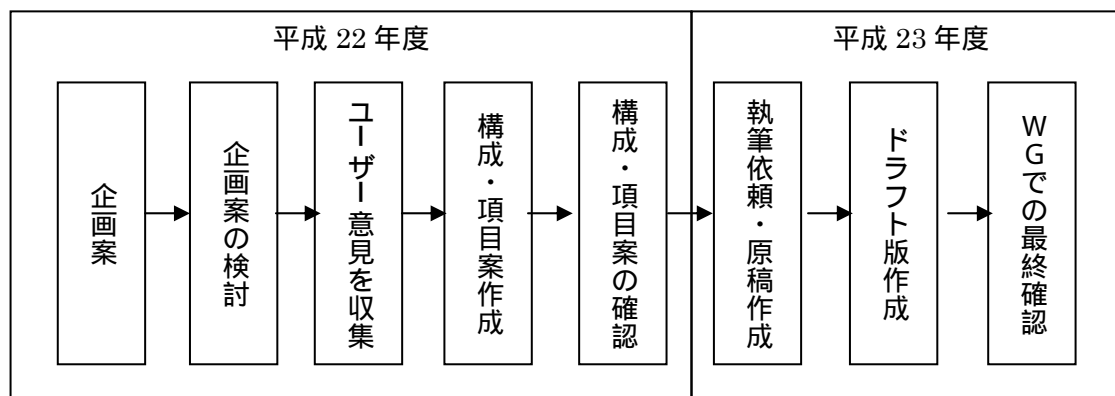 平成 22 年度
平成 23 年度
企画案
企画案の検討
ユーザー意見を収集
構成・項目案作成
構成・項目案の確認
執筆依頼・原稿作成
ドラフト版作成
WGでの最終確認